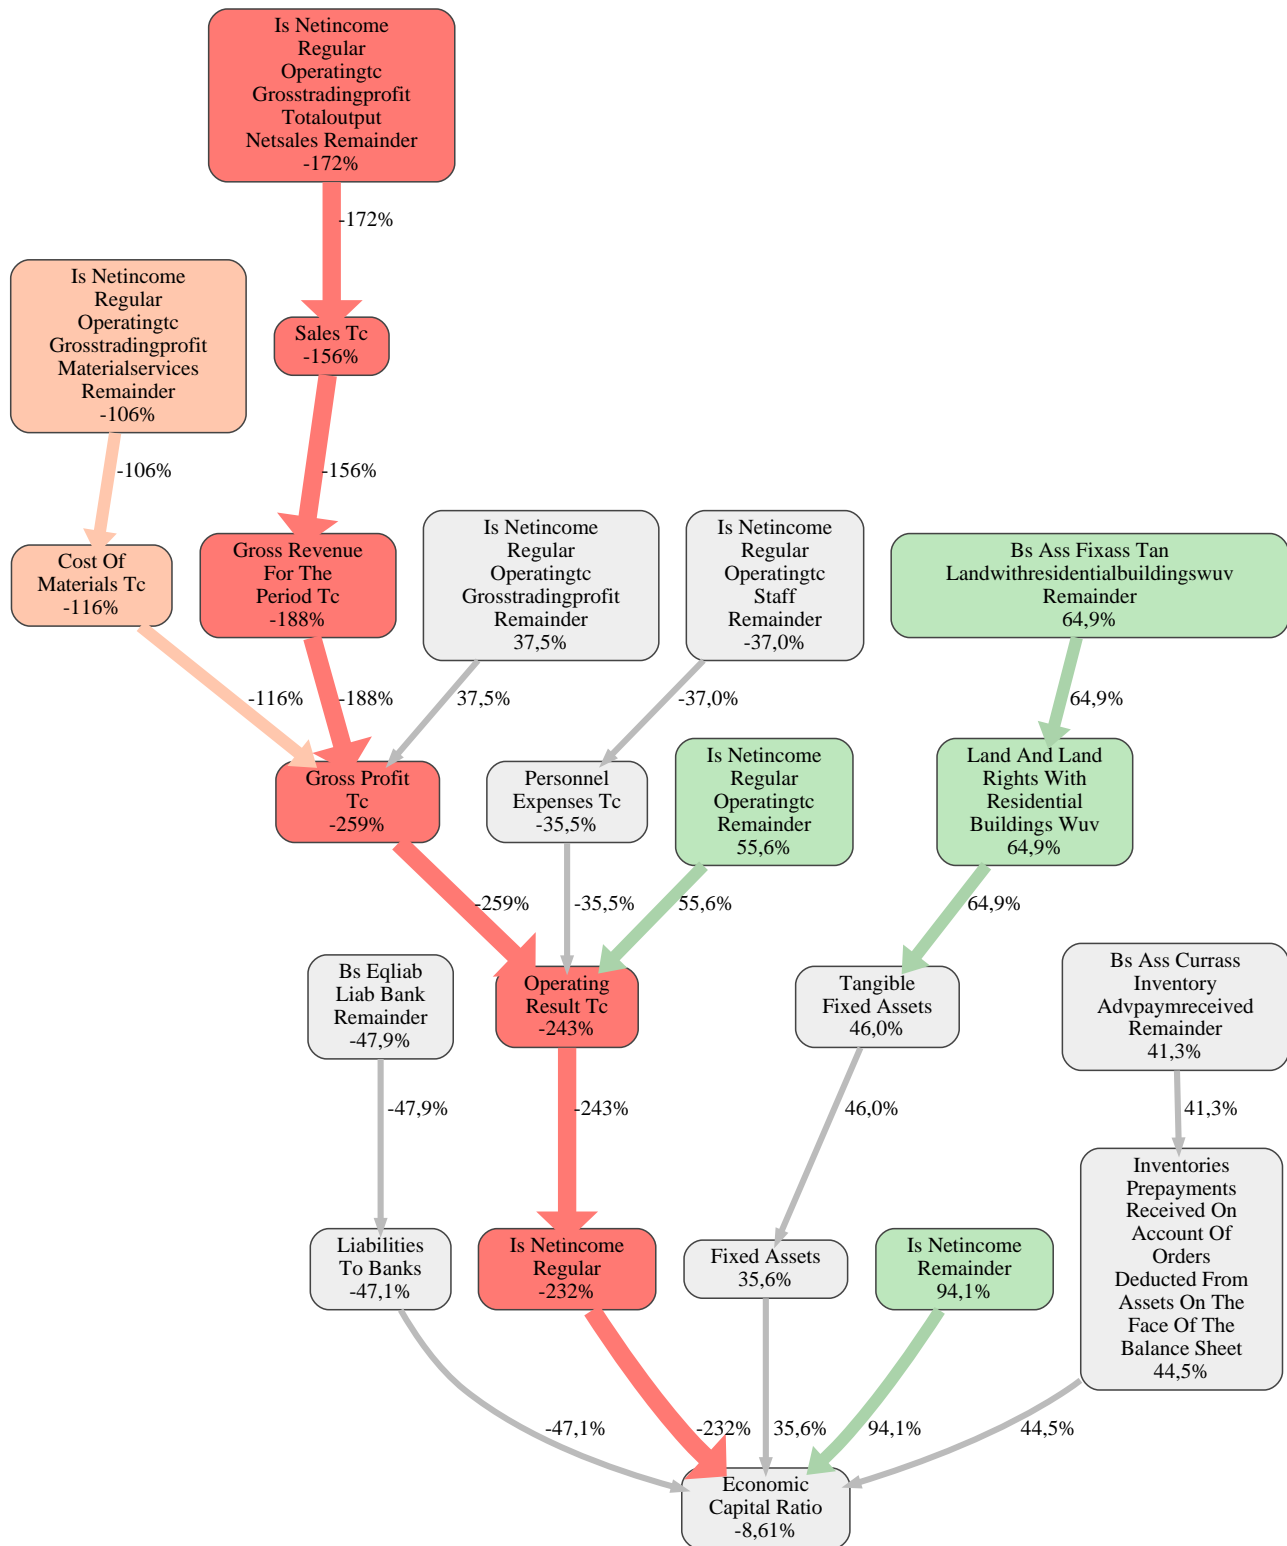 Is Netincome
Regular
Operatingtc
Grosstradingprofit
Totaloutput
Netsales Remainder
-172%
-172%
Is Netincome
Regular
Operatingtc
Grosstradingprofit
Materialservices
Remainder
-106%
Sales Tc
-156%
-106%
-156%
Cost Of
Materials Tc
-116%
Gross Revenue
For The
Period Tc
-188%
Is Netincome
Regular
Operatingtc
Grosstradingprofit
Remainder
37,5%
Is Netincome
Regular
Operatingtc
Staff
Remainder
-37,0%
Bs Ass Fixass Tan
Landwithresidentialbuildingswuv
Remainder
64,9%
-116%
-188%
37,5%
-37,0%
64,9%
Gross Profit
Tc
-259%
Personnel
Expenses Tc
-35,5%
Is Netincome
Regular
Operatingtc
Remainder
55,6%
Land And Land
Rights With
Residential
Buildings Wuv
64,9%
-259%
-35,5%
55,6%
64,9%
Bs Eqliab
Liab Bank
Remainder
-47,9%
Operating
Result Tc
-243%
Tangible
Fixed Assets
46,0%
Bs Ass Currass
Inventory
Advpaymreceived
Remainder
41,3%
-47,9%
-243%
46,0%
41,3%
Liabilities
To Banks
-47,1%
Is Netincome
Regular
-232%
Fixed Assets
35,6%
Is Netincome
Remainder
94,1%
Inventories
Prepayments
Received On
Account Of
Orders
Deducted From
Assets On The
Face Of The
Balance Sheet
44,5%
-47,1%
-232%
35,6%
94,1%
44,5%
Economic
Capital Ratio
-8,61%